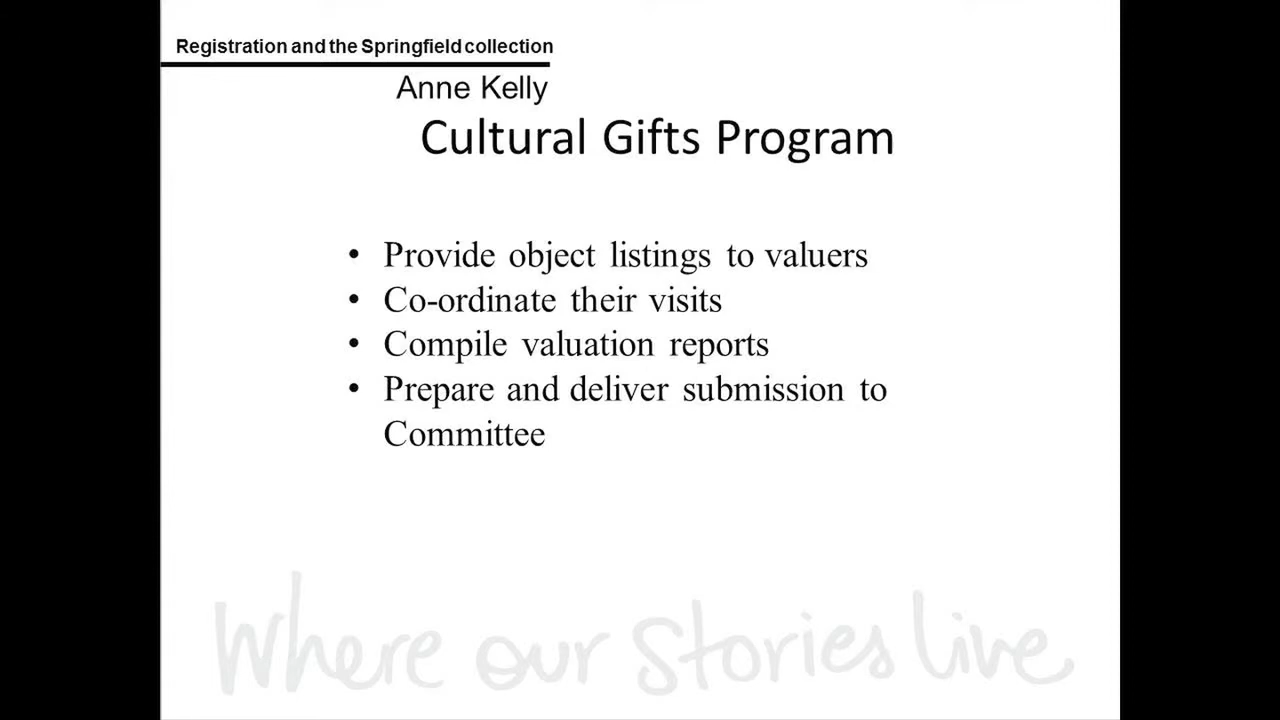 Registration and the Springfield collection
Anne Kelly
Cultural Gifts Program
• Provide object listings to valuers
• Co-ordinate their visits
• Compile valuation reports
• Prepare and deliver submission to
Committee
Where our stories live